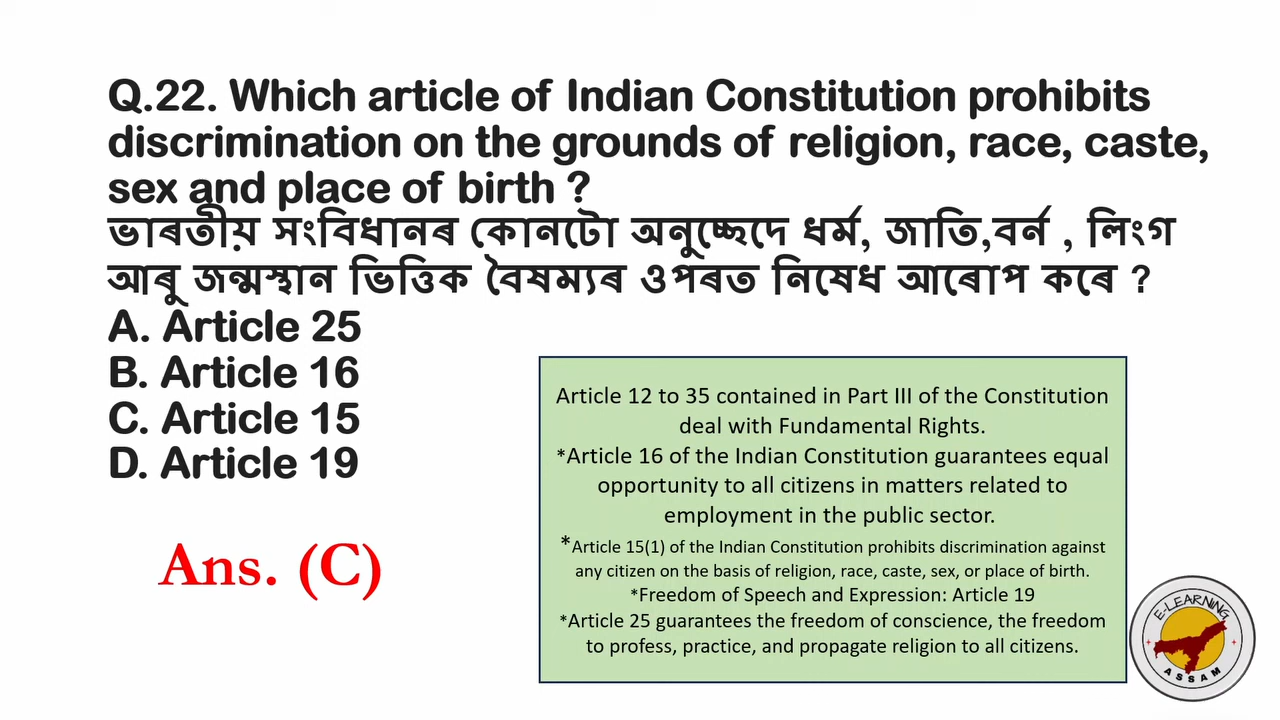 Q.22. Which article of Indian Constitution prohibits
discrimination on the grounds of religion, race, caste,
sex and place of birth ?
ভাৰতীয় সংবিধানৰ কোনটো অনুচ্ছেদে ধৰ্ম, জাতি,বৰ্ন , লিংগ
আৰু জন্মস্থান ভিত্তিক বৈষম্যৰ ওপৰত নিষেধ আৰোপ কৰে ?
A. Article 25
B. Article 16
C. Article 15
D. Article 19
Ans. (C)
Article 12 to 35 contained in Part III of the Constitution
deal with Fundamental Rights.
*Article 16 of the Indian Constitution guarantees equal
opportunity to all citizens in matters related to
employment in the public sector.
*Article 15(1) of the Indian Constitution prohibits discrimination against
any citizen on the basis of religion, race, caste, sex, or place of birth.
*Freedom of Speech and Expression: Article 19
*Article 25 guarantees the freedom of conscience, the freedom
to profess, practice, and propagate religion to all citizens.
E-LEARNING
ASSAM